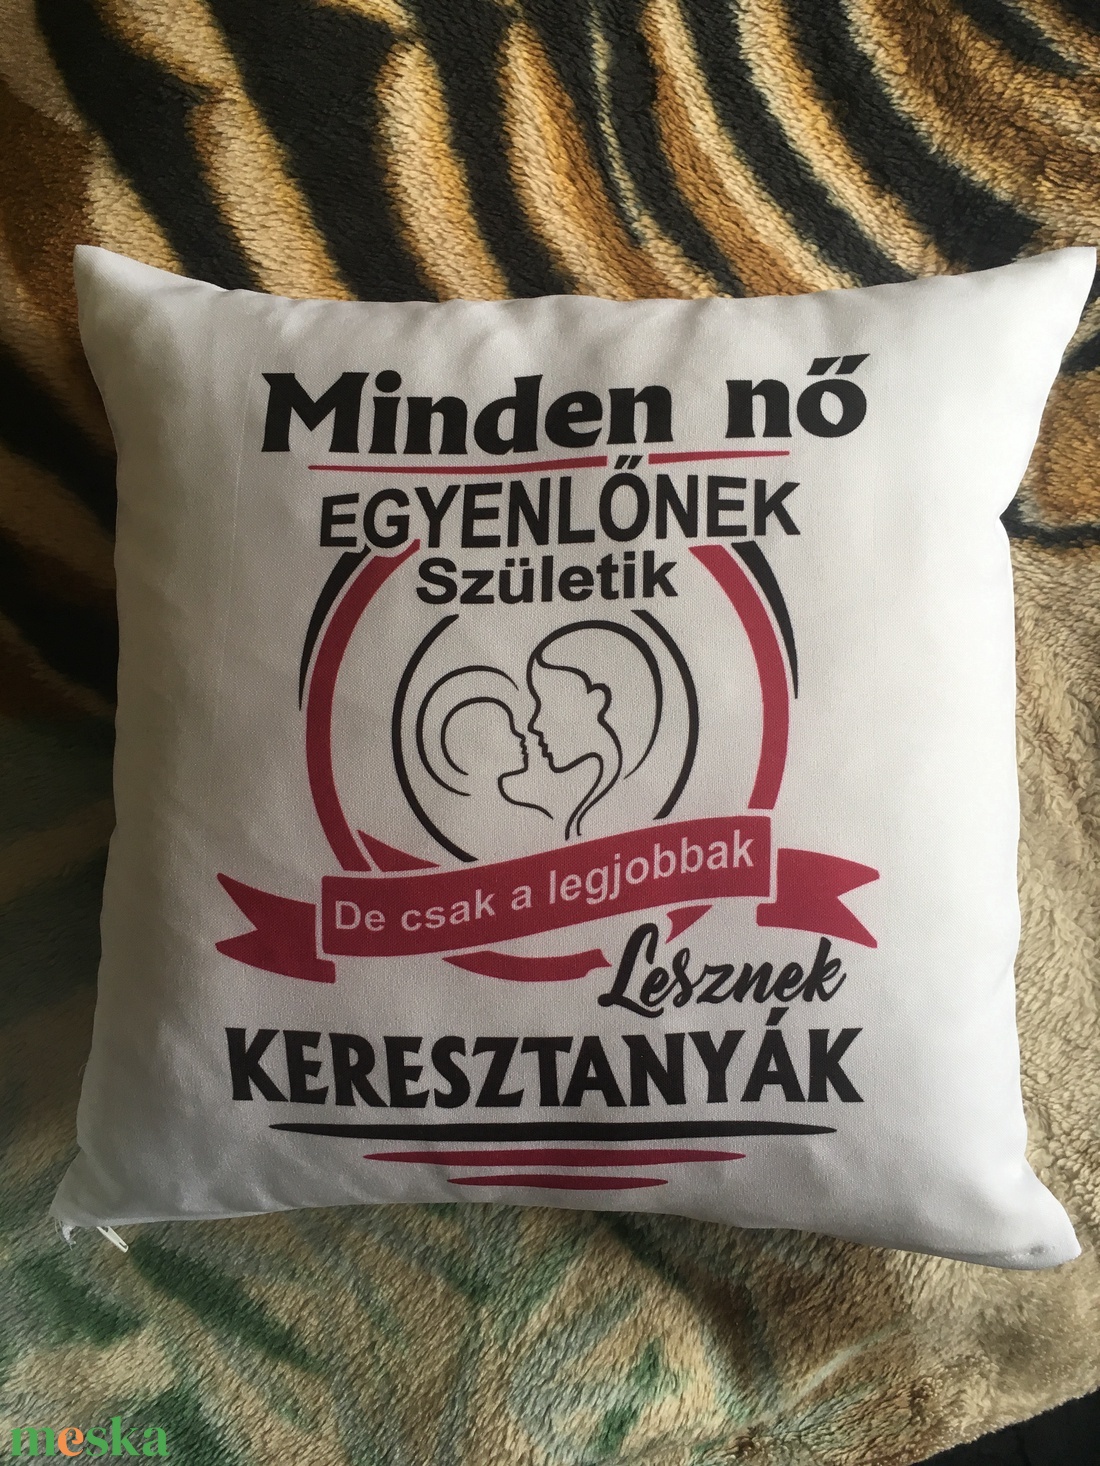 Minden nő
EGYENLŐNEK
Születik
De csak a legjobbak
Lesznek
KERESZTANYÁK
meska